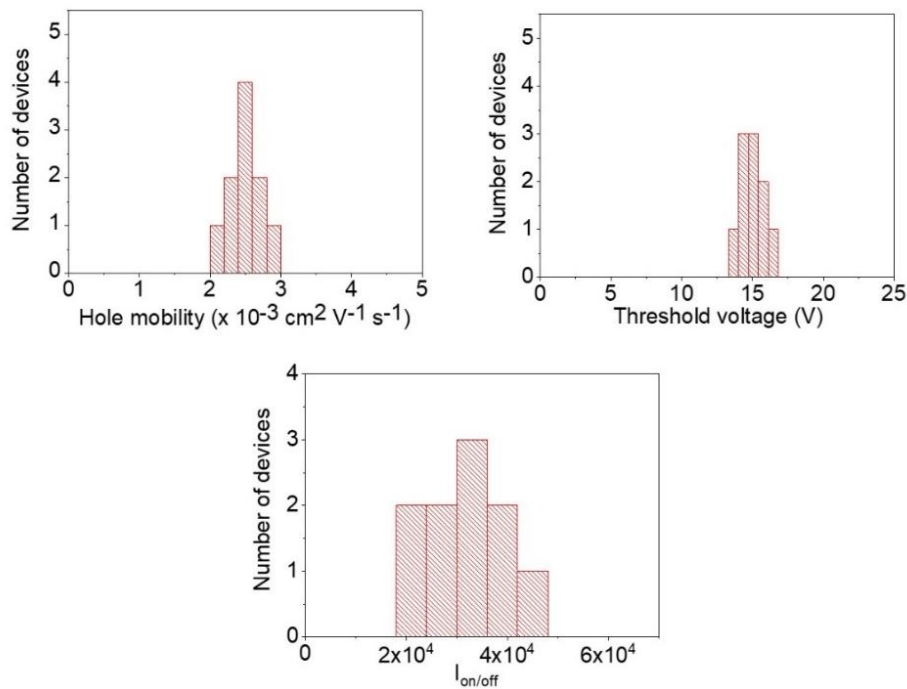 Number of devices
5
4
3
2
1
0
0 1 2 3 4 5
Hole mobility (x 10-3 cm2 V-1 s-1)
Number of devices
5
4
3
2
1
0
0 5 10 15 20 25
Threshold voltage (V)
Number of devices
4
3
2
1
0
0 2x10⁴ 4x10⁴ 6x10⁴
Ion/off